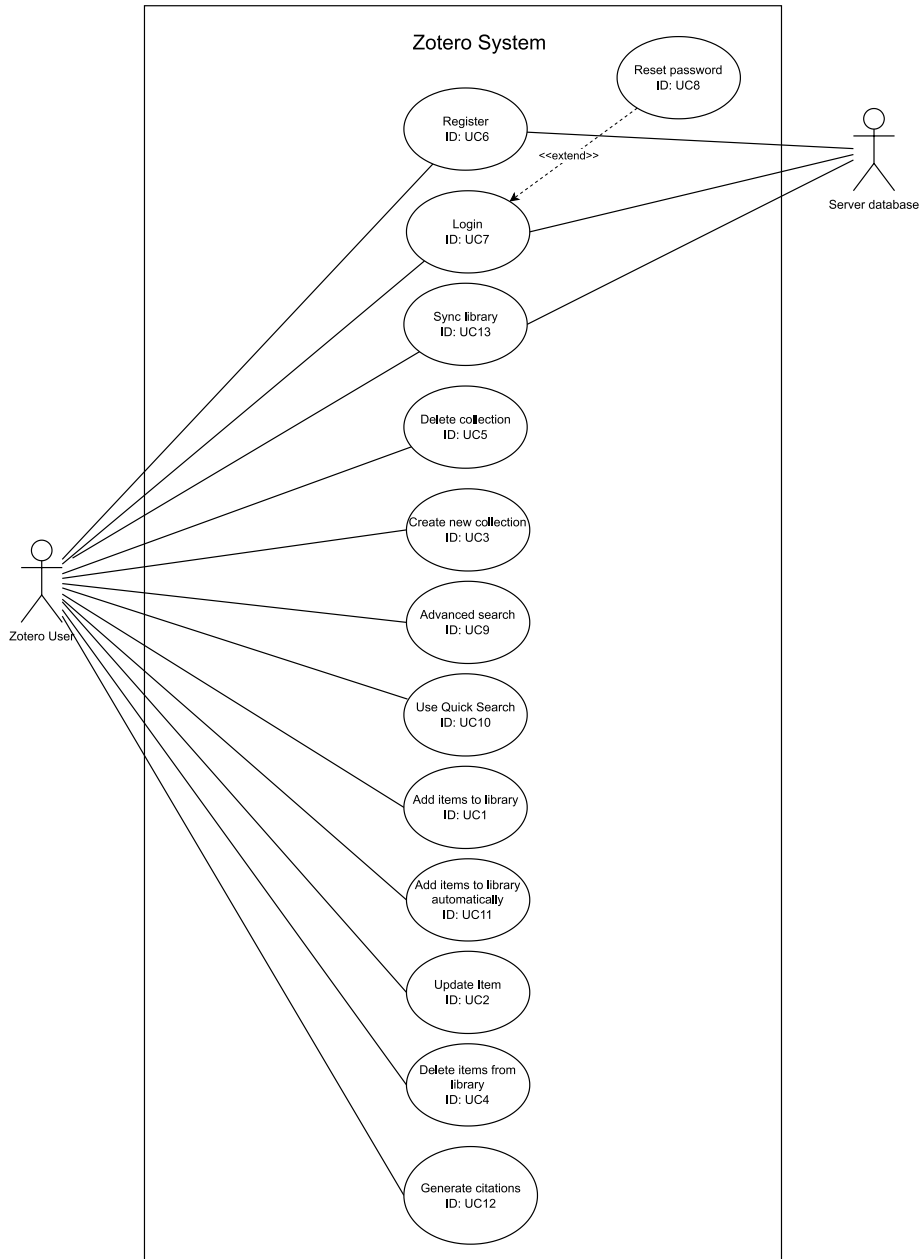 Zotero System
Reset password
ID: UC8
Register
ID: UC6
<<extend>>
Server database
Login
ID: UC7
Sync library
ID: UC13
Delete collection
ID: UC5
Create new collection
ID: UC3
Advanced search
ID: UC9
Zotero User
Use Quick Search
ID: UC10
Add items to library
ID: UC1
Add items to library
automatically
ID: UC11
Update Item
ID: UC2
Delete items from
library
ID: UC4
Generate citations
ID: UC12